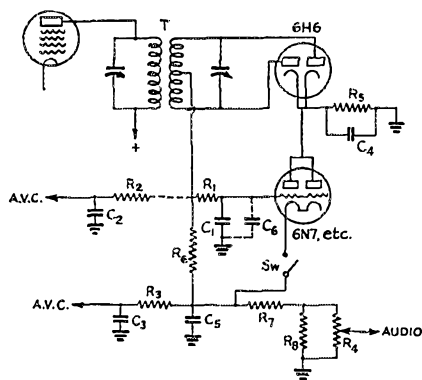 T
6H6
+
R5
C4
A.V.C.
R2
R1
C2
C1
C6
6N7, etc.
R6
Sw
A.V.C.
R3
C3
C5
R7
R8
R4
AUDIO